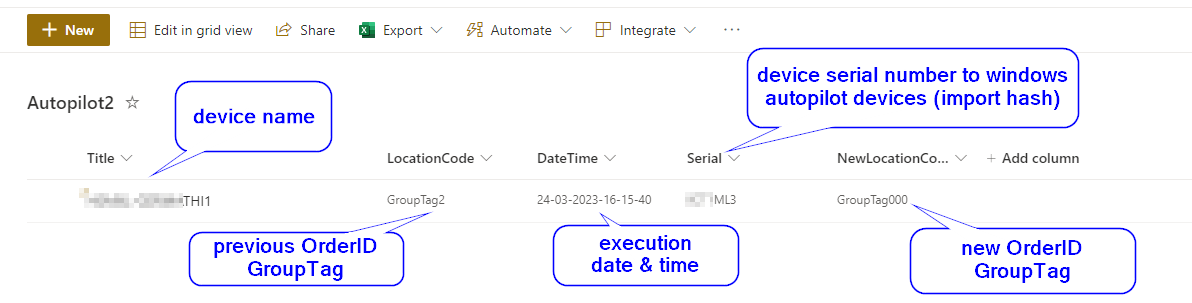 New Edit in grid view Share Export Automate Integrate ...
device serial number to windows
autopilot devices (import hash)
Autopilot2
device name
Title LocationCode DateTime Serial NewLocationCo... + Add column
THI1 GroupTag2 24-03-2023-16-15-40 ML3 GroupTag000
previous OrderID
GroupTag
execution
date & time
new OrderID
GroupTag